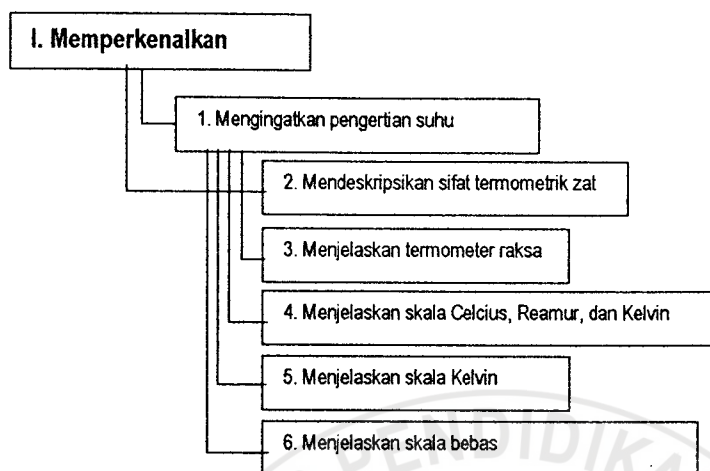 I. Memperkenalkan
1. Mengingatkan pengertian suhu
2. Mendeskripsikan sifat termometrik zat
3. Menjelaskan termometer raksa
4. Menjelaskan skala Celcius, Reamur, dan Kelvin
5. Menjelaskan skala Kelvin
6. Menjelaskan skala bebas
PENDIDIKA